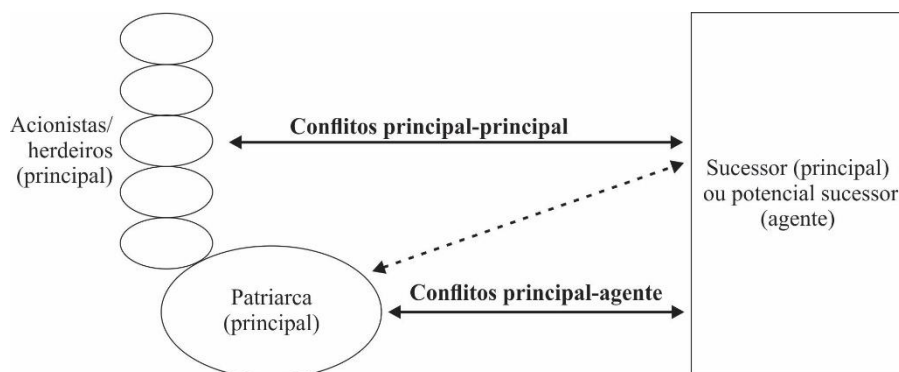 Acionistas/
herdeiros
(principal)
Conflitos principal-principal
Sucessor (principal)
ou potencial sucessor
(agente)
Patriarca
(principal)
Conflitos principal-agente